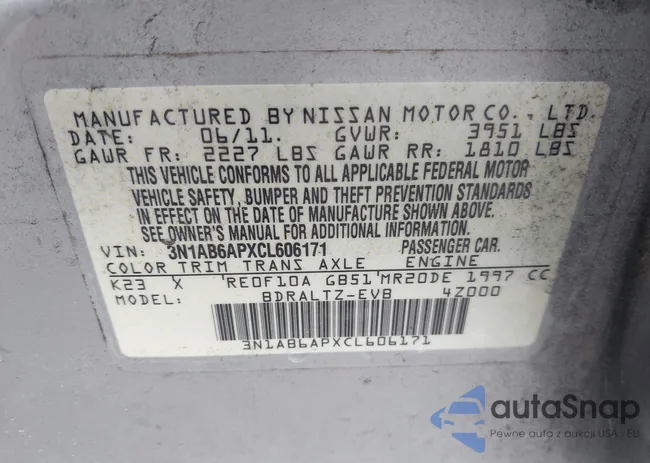 MANUFACTURED BY NISSAN MOTOR CO., LTD.
DATE: 06/11. GVWR: 3951 LBS
GAWR FR: 2227 LBS GAWR RR: 1810 LBS
THIS VEHICLE CONFORMS TO ALL APPLICABLE FEDERAL MOTOR
VEHICLE SAFETY, BUMPER AND THEFT PREVENTION STANDARDS
IN EFFECT ON THE DATE OF MANUFACTURE SHOWN ABOVE.
SEE OWNER'S MANUAL FOR ADDITIONAL INFORMATION.
VIN: 3N1AB6APXCL606171 PASSENGER CAR.
COLOR TRIM TRANS AXLE ENGINE
K23 X RE0F10A GB51 MR20DE 1997 CC
MODEL: BDRALTZ-EVB 4Z000
3N1AB6APXCL606171
autoSnap
Pewne auto z aukcji USA i EU